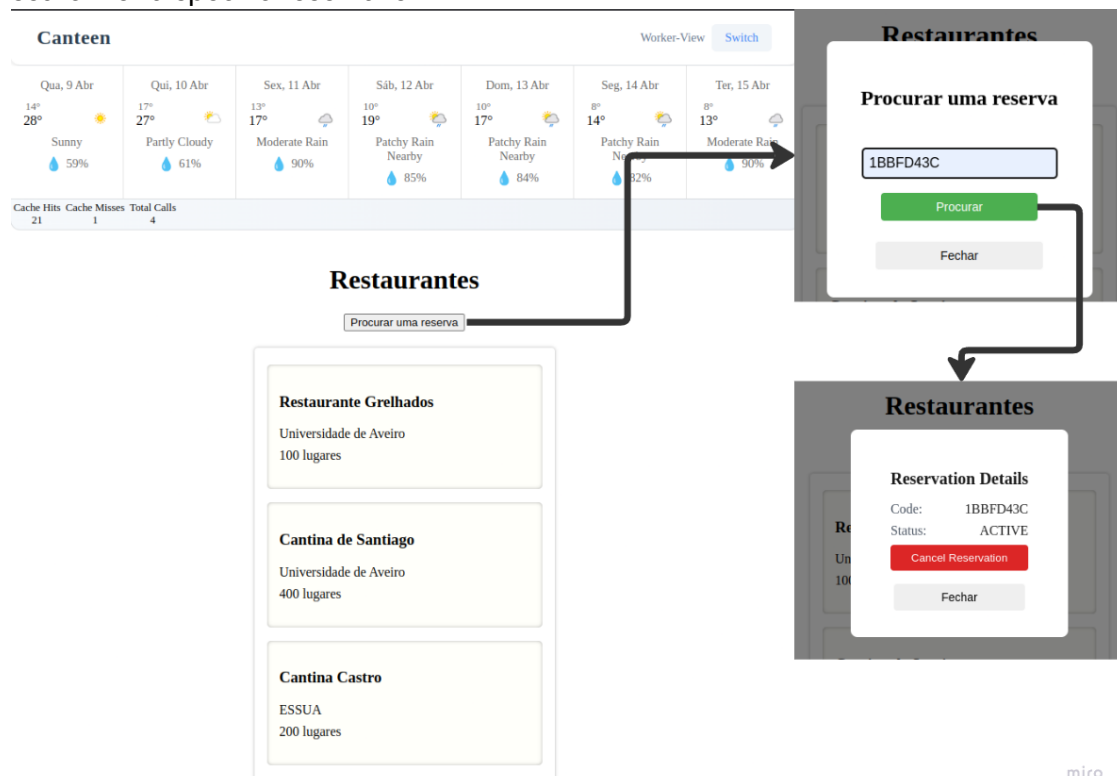 Canteen
Worker-View Switch
Qua, 9 Abr
14°
28°
Sunny
59%
Qui, 10 Abr
17°
27°
Partly Cloudy
61%
Sex, 11 Abr
13°
17°
Moderate Rain
90%
Sáb, 12 Abr
10°
19°
Patchy Rain
Nearby
85%
Dom, 13 Abr
10°
17°
Patchy Rain
Nearby
84%
Seg, 14 Abr
8°
14°
Patchy Rain
Nearby
82%
Ter, 15 Abr
8°
13°
Moderate Rain
90%
Cache Hits Cache Misses Total Calls
21 1 4
Restaurantes
Procurar uma reserva
Restaurante Grelhados
Universidade de Aveiro
100 lugares
Cantina de Santiago
Universidade de Aveiro
400 lugares
Cantina Castro
ESSUA
200 lugares
Restaurantes
Procurar uma reserva
1BBFD43C
Procurar
Fechar
Restaurantes
Reservation Details
Code: 1BBFD43C
Status: ACTIVE
Cancel Reservation
Fechar
Re
Un
100
miro